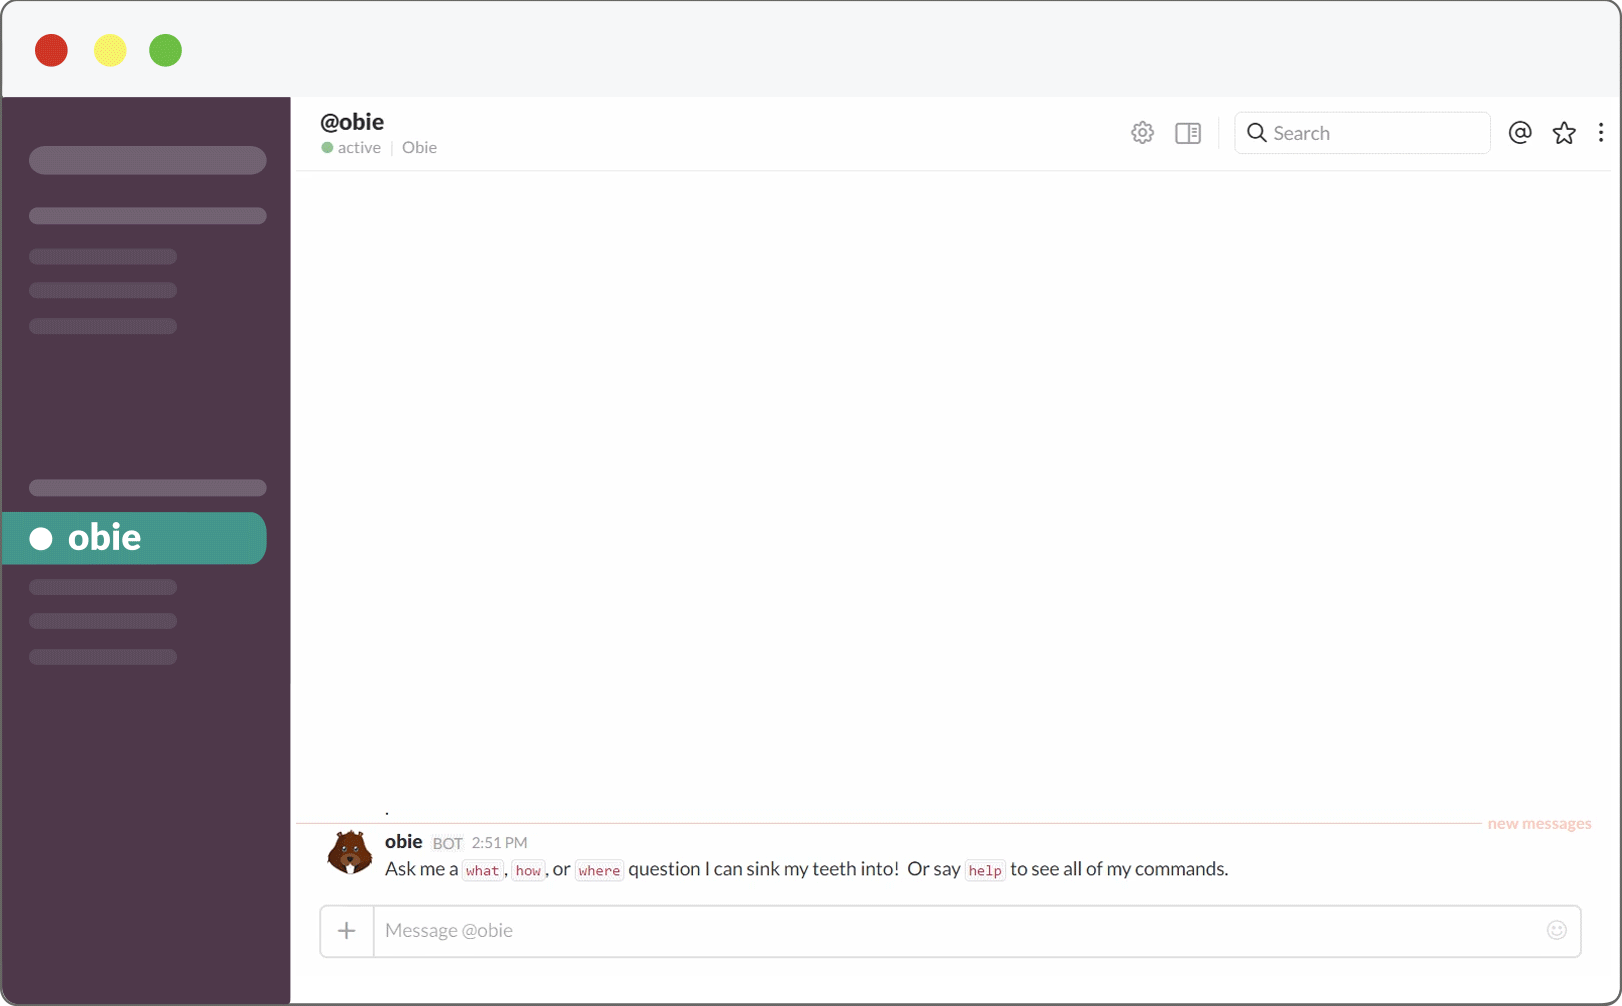 @obie
active | Obie
Search
obie
new messages
obie BOT 2:51 PM
Ask me a what, how, or where question I can sink my teeth into! Or say help to see all of my commands.
Message @obie